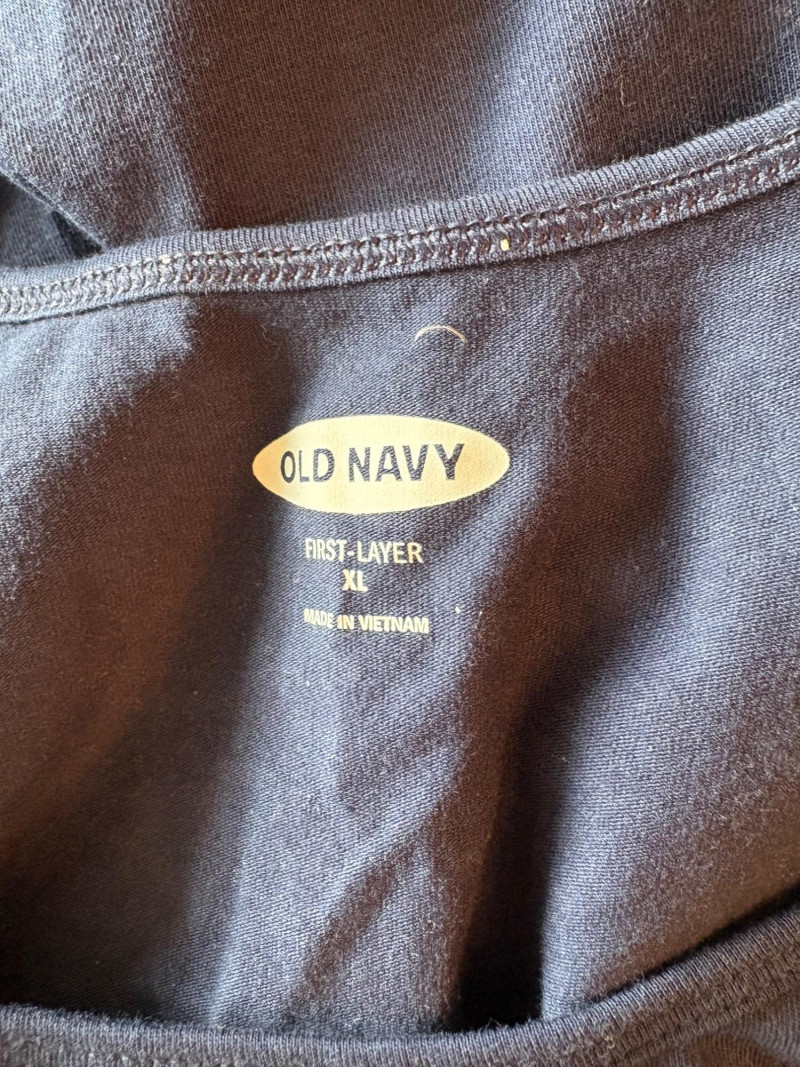 OLD NAVY
FIRST-LAYER
XL
MADE IN VIETNAM